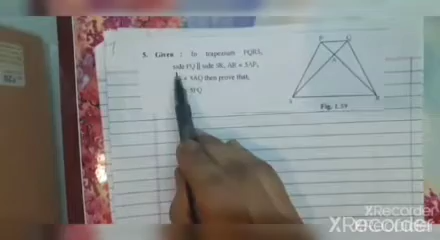 5. Given : In trapezium PQRS,
side PQ || side SR, AR = 5AP,
= 5AQ then prove that,
5PQ
P Q
A
S R
Fig. 1.39
XRecorder
XRecorder